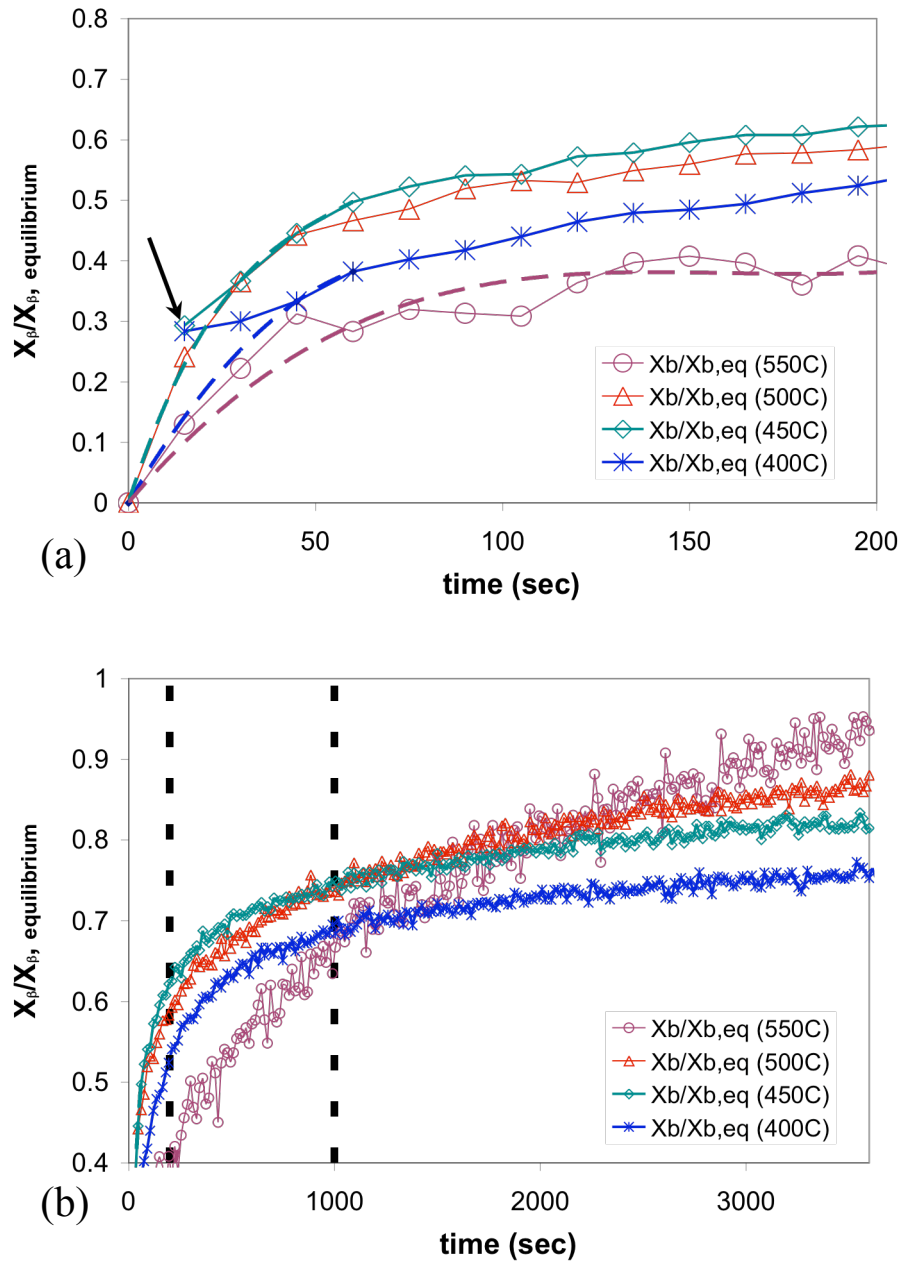 0.8
0.7
0.6
0.5
0.4
0.3
0.2
0.1
0
Xβ/Xβ, equilibrium
Xb/Xb,eq (550C)
Xb/Xb,eq (500C)
Xb/Xb,eq (450C)
Xb/Xb,eq (400C)
0 50 100 150 200
(a)
time (sec)
1
0.9
0.8
0.7
0.6
0.5
0.4
Xβ/Xβ, equilibrium
Xb/Xb,eq (550C)
Xb/Xb,eq (500C)
Xb/Xb,eq (450C)
Xb/Xb,eq (400C)
0 1000 2000 3000
(b)
time (sec)